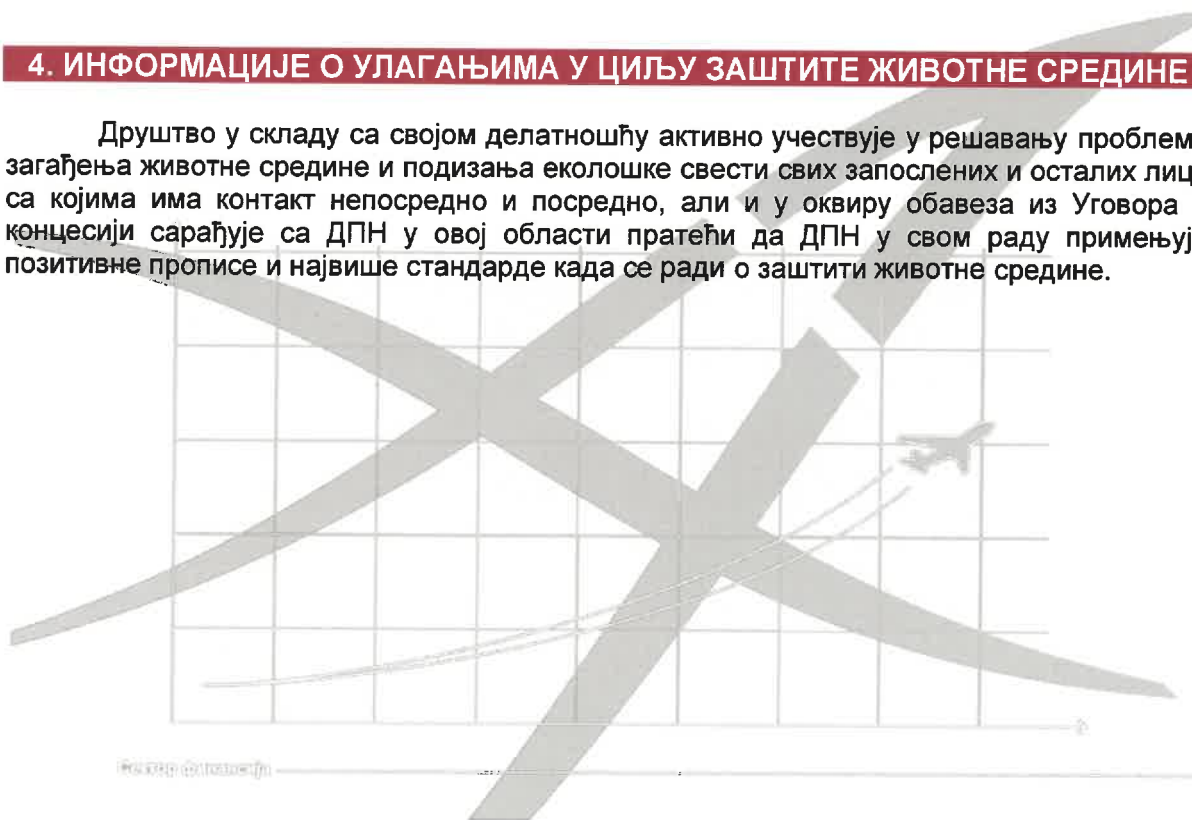 4. ИНФОРМАЦИЈЕ О УЛАГАЊИМА У ЦИЉУ ЗАШТИТЕ ЖИВОТНЕ СРЕДИНЕ
Друштво у складу са својом делатношћу активно учествује у решавању проблем
загађења животне средине и подизања еколошке свести свих запослених и осталих лиц
са којима има контакт непосредно и посредно, али и у оквиру обавеза из Уговора
концесији сарађује са ДПН у овој области пратећи да ДПН у свом раду примењуј
позитивне прописе и највише стандарде када се ради о заштити животне средине.
Сектор финансија